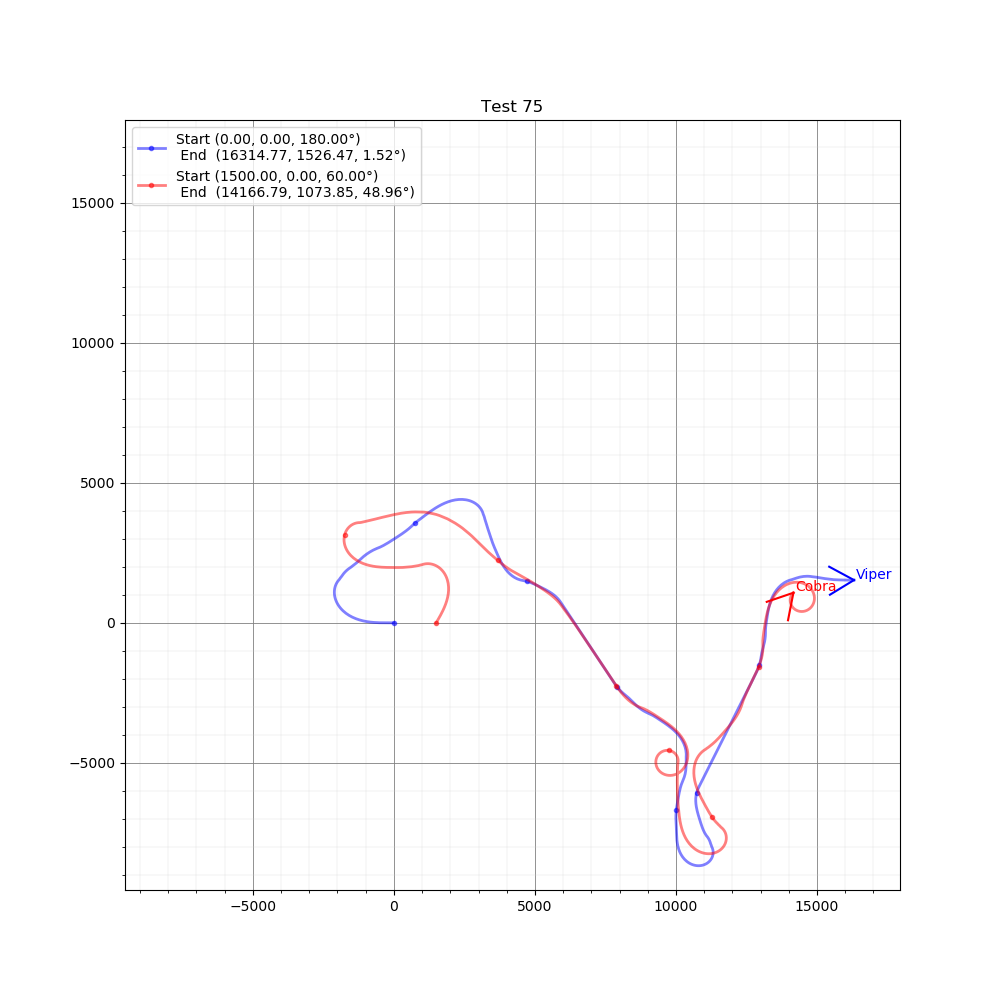 Test 75
Start (0.00, 0.00, 180.00°)
End  (16314.77, 1526.47, 1.52°)
Start (1500.00, 0.00, 60.00°)
End  (14166.79, 1073.85, 48.96°)
15000
10000
5000
0
−5000
Viper
Cobra
−5000
0
5000
10000
15000